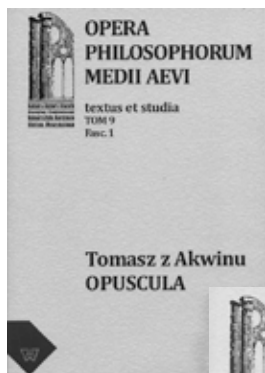 OPERA
PHILOSOPHORUM
MEDII AEVI
textus et studia
TOM 9
Fasc. 1
Tomasz z Akwinu
OPUSCULA